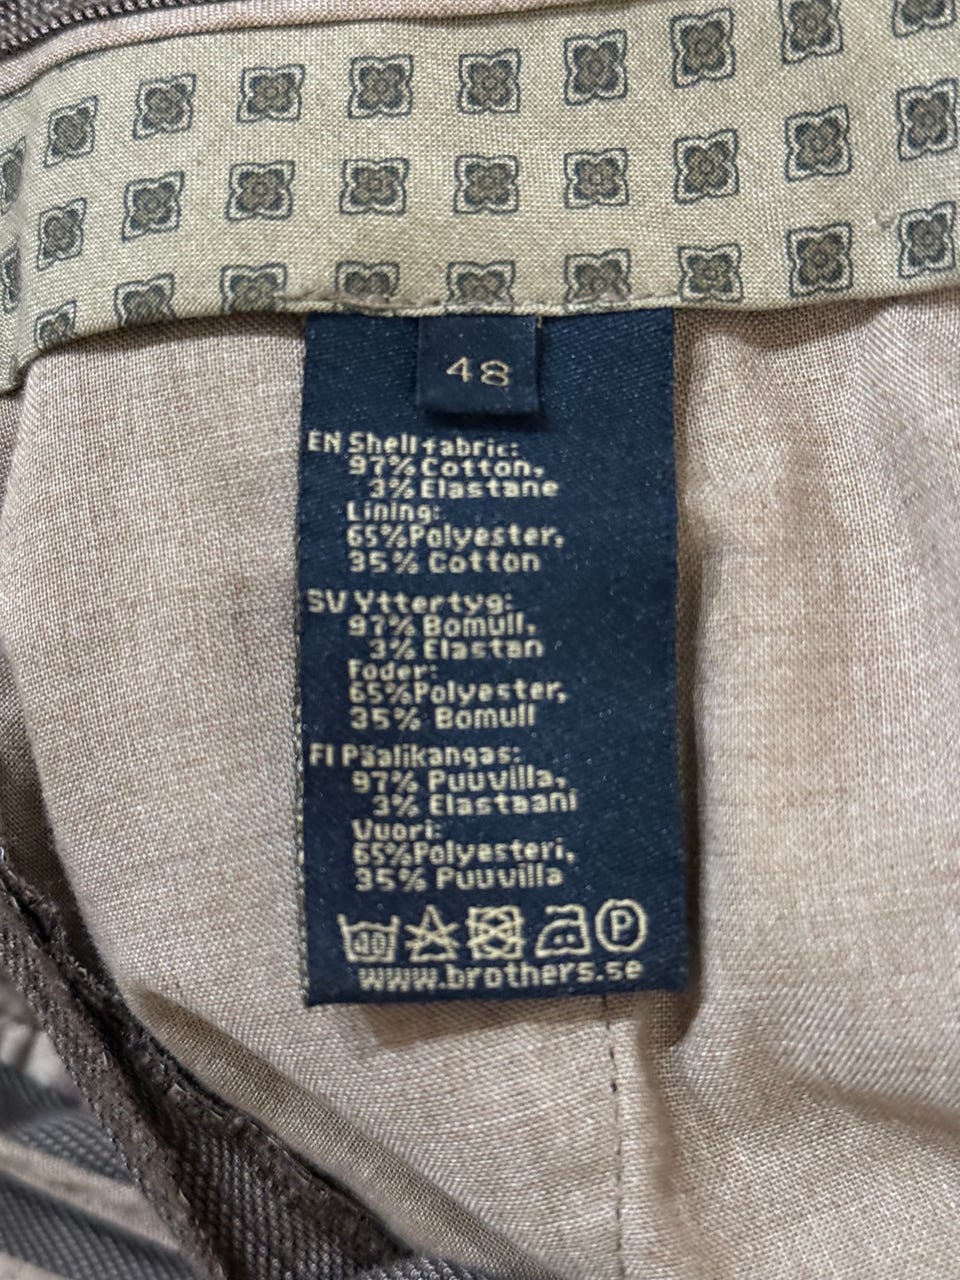 48
EN Shell fabric:
97% Cotton,
3% Elastane
Lining:
65% Polyester,
35% Cotton
SV Yttertyg:
97% Bomull,
3% Elastan
Foder:
65% Polyester,
35% Bomull
FI Päälikangas:
97% Puuvilla,
3% Elastaani
Vuori:
65% Polyesteri,
35% Puuvilla
40 P
www.brothers.se